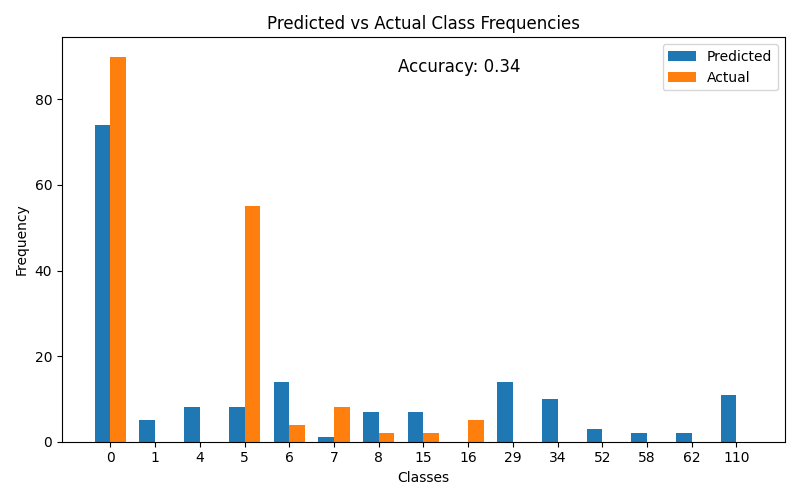 Predicted vs Actual Class Frequencies
Accuracy: 0.34
Predicted
Actual
Frequency
80
60
40
20
0
0 1 4 5 6 7 8 15 16 29 34 52 58 62 110
Classes